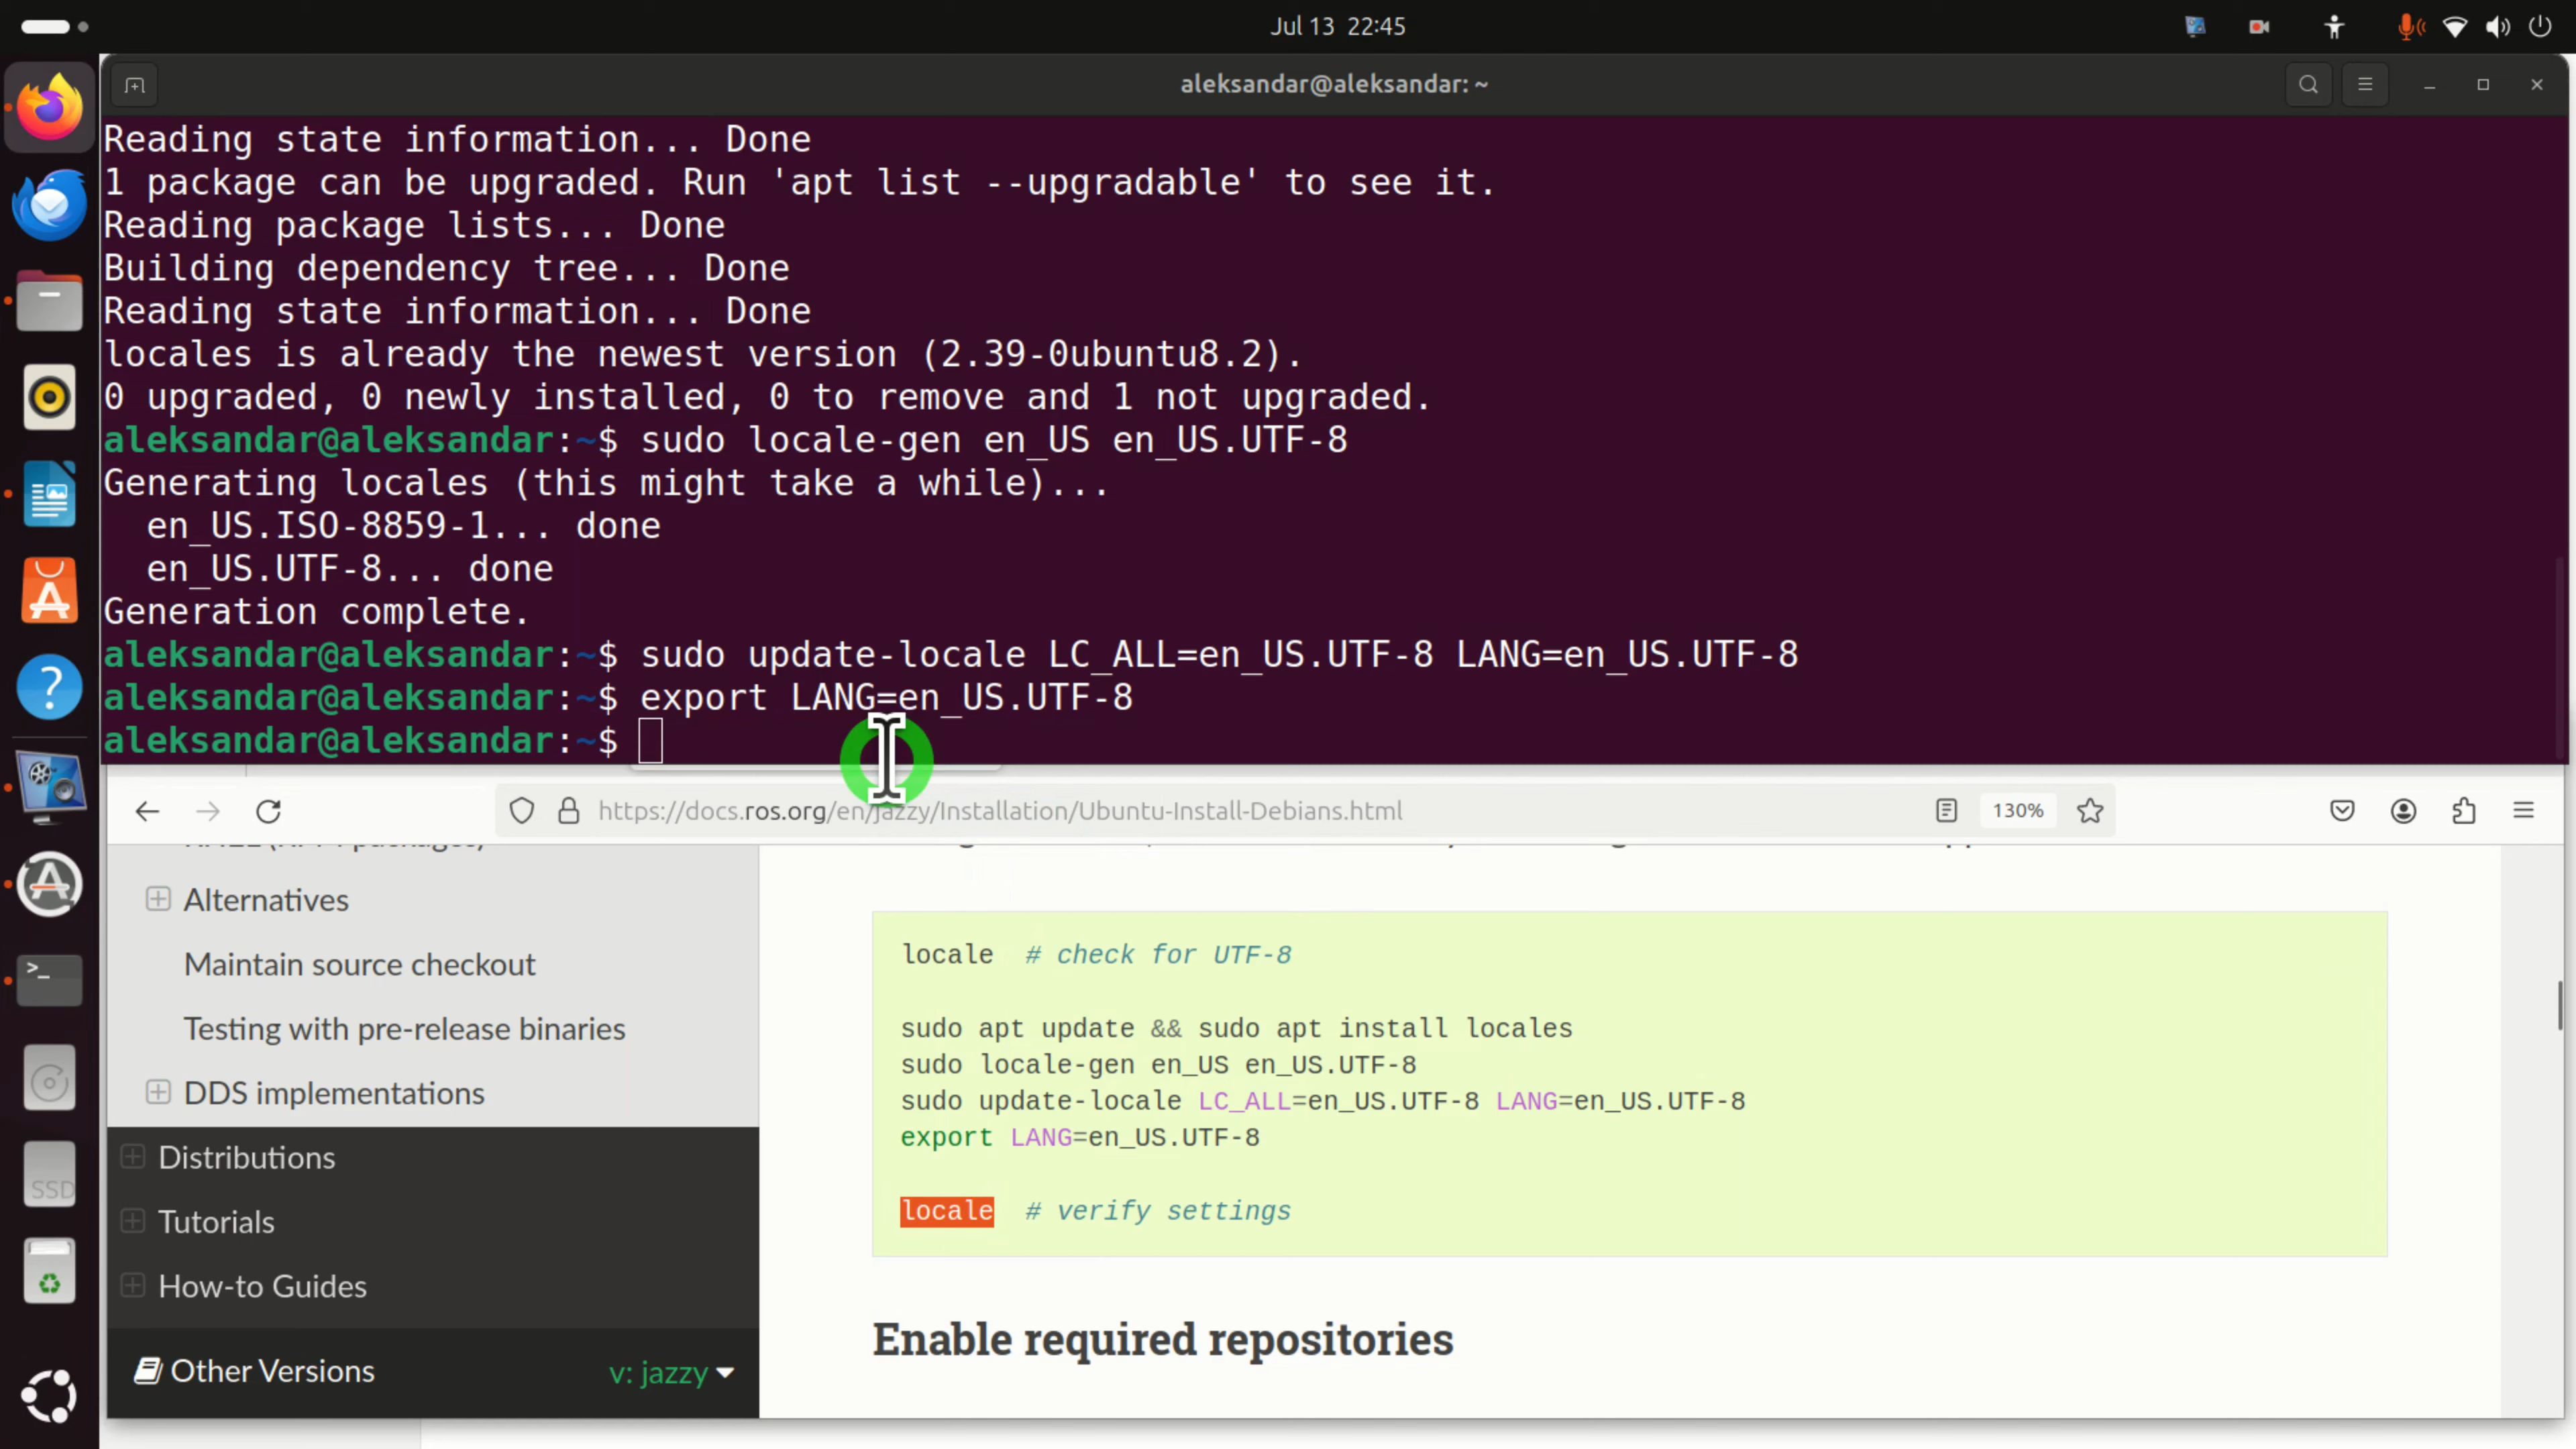 Jul 13 22:45
aleksandar@aleksandar: ~
Reading state information... Done
1 package can be upgraded. Run 'apt list --upgradable' to see it.
Reading package lists... Done
Building dependency tree... Done
Reading state information... Done
locales is already the newest version (2.39-0ubuntu8.2).
0 upgraded, 0 newly installed, 0 to remove and 1 not upgraded.
aleksandar@aleksandar:~$ sudo locale-gen en_US en_US.UTF-8
Generating locales (this might take a while)...
en_US.ISO-8859-1... done
en_US.UTF-8... done
Generation complete.
aleksandar@aleksandar:~$ sudo update-locale LC_ALL=en_US.UTF-8 LANG=en_US.UTF-8
aleksandar@aleksandar:~$ export LANG=en_US.UTF-8
aleksandar@aleksandar:~$
https://docs.ros.org/en/jazzy/Installation/Ubuntu-Install-Debians.html
130%
Alternatives
Maintain source checkout
Testing with pre-release binaries
DDS implementations
Distributions
Tutorials
How-to Guides
Other Versions
v: jazzy
locale # check for UTF-8
sudo apt update && sudo apt install locales
sudo locale-gen en_US en_US.UTF-8
sudo update-locale LC_ALL=en_US.UTF-8 LANG=en_US.UTF-8
export LANG=en_US.UTF-8
locale # verify settings
Enable required repositories
SSD